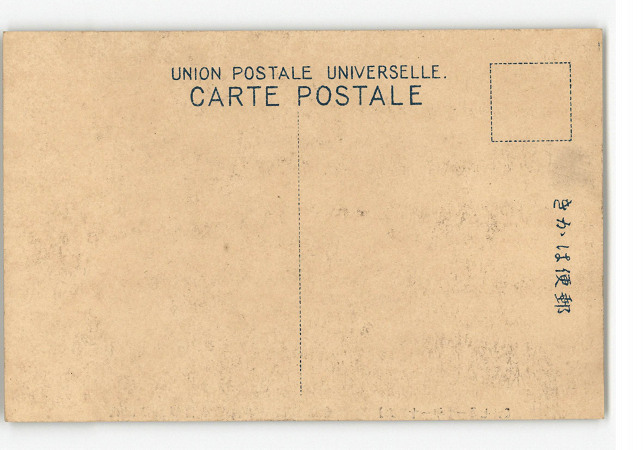 UNION POSTALE UNIVERSELLE.
CARTE POSTALE
郵便はかき